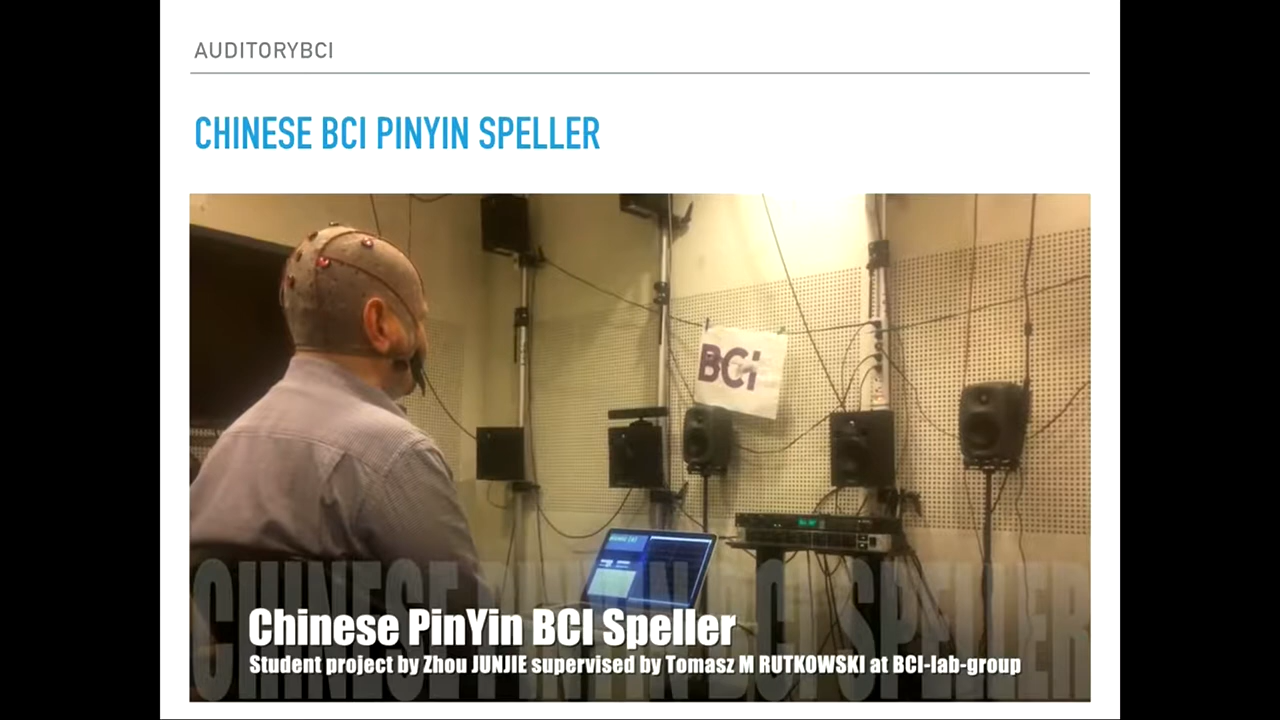 AUDITORYBCI
CHINESE BCI PINYIN SPELLER
BCi
CHINESE PINYIN BCI SPELLER
Chinese PinYin BCI Speller
Student project by Zhou JUNJIE supervised by Tomasz M RUTKOWSKI at BCI-lab-group